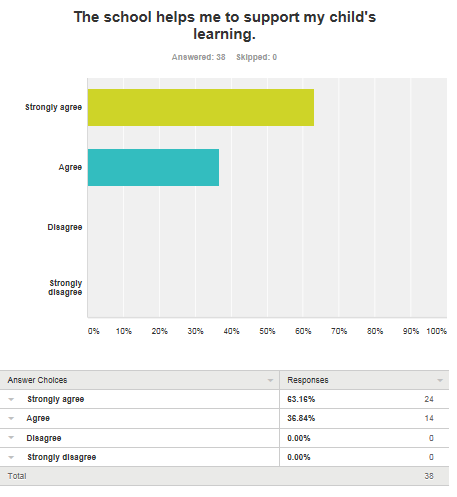 The school helps me to support my child's
learning.
Answered: 38 Skipped: 0
Strongly agree
Agree
Disagree
Strongly
disagree
0% 10% 20% 30% 40% 50% 60% 70% 80% 90% 100%
Answer Choices Responses
Strongly agree 63.16% 24
Agree 36.84% 14
Disagree 0.00% 0
Strongly disagree 0.00% 0
Total 38